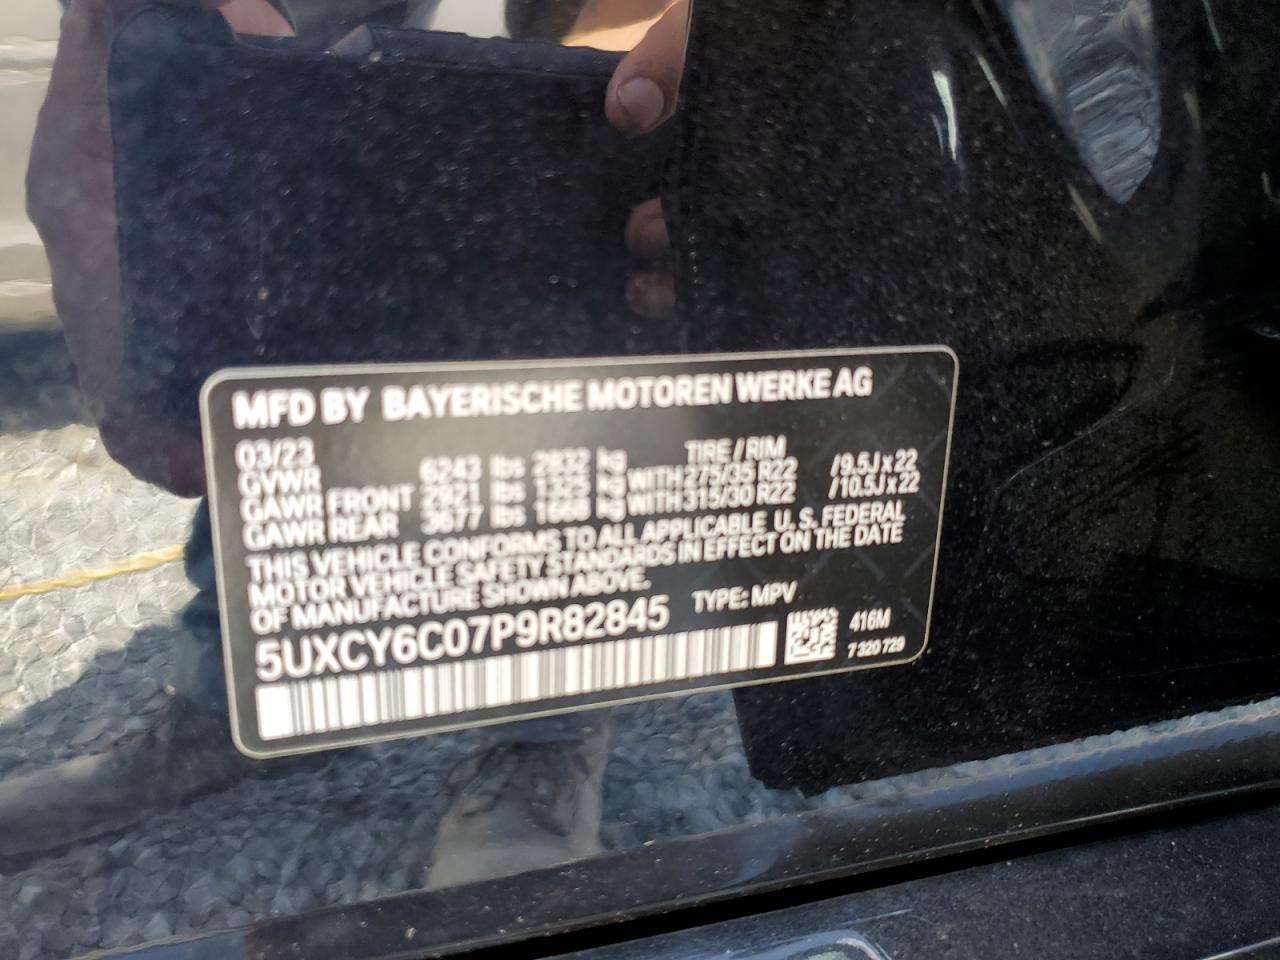 MFD BY BAYERISCHE MOTOREN WERKE AG
03/23 TIRE / RIM
GVWR 6243 lbs 2832 kg
GAWR FRONT 2921 lbs 1325 kg WITH 275/35 R22 /9.5J x 22
GAWR REAR 3677 lbs 1668 kg WITH 315/30 R22 /10.5J x 22
THIS VEHICLE CONFORMS TO ALL APPLICABLE U.S. FEDERAL
MOTOR VEHICLE SAFETY STANDARDS IN EFFECT ON THE DATE
OF MANUFACTURE SHOWN ABOVE.
5UXCY6C07P9R82845 TYPE: MPV
416M
7 320 729